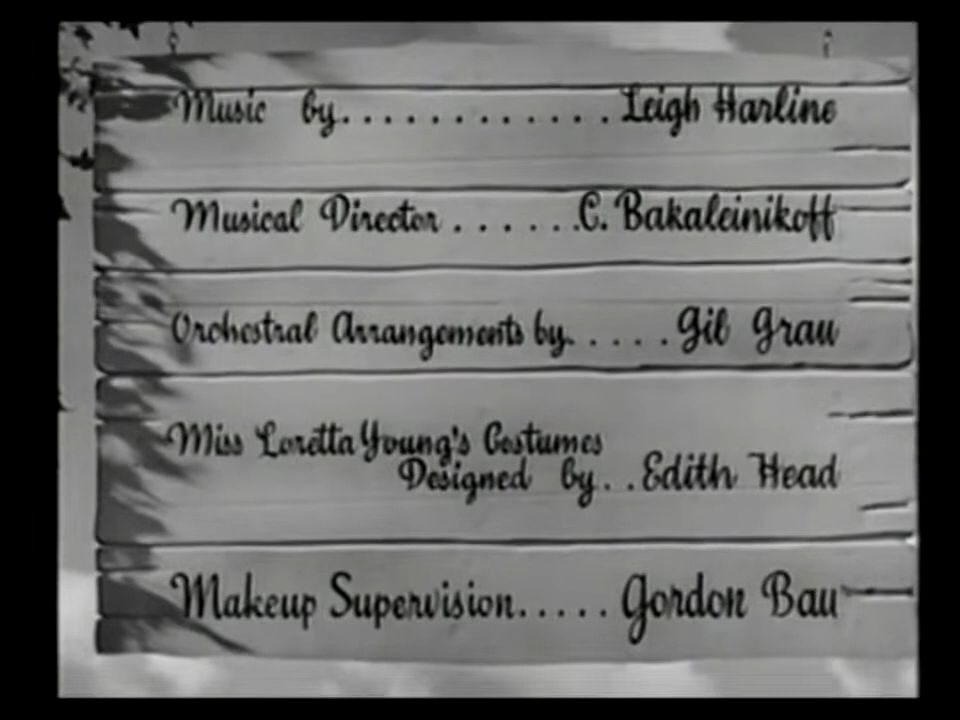 Music by............Leigh Harline
Musical Director......C. Bakaleinikoff
Orchestral Arrangements by.....Gil Grau
Miss Loretta Young's Costumes
Designed by..Edith Head
Makeup Supervision.....Gordon Bau